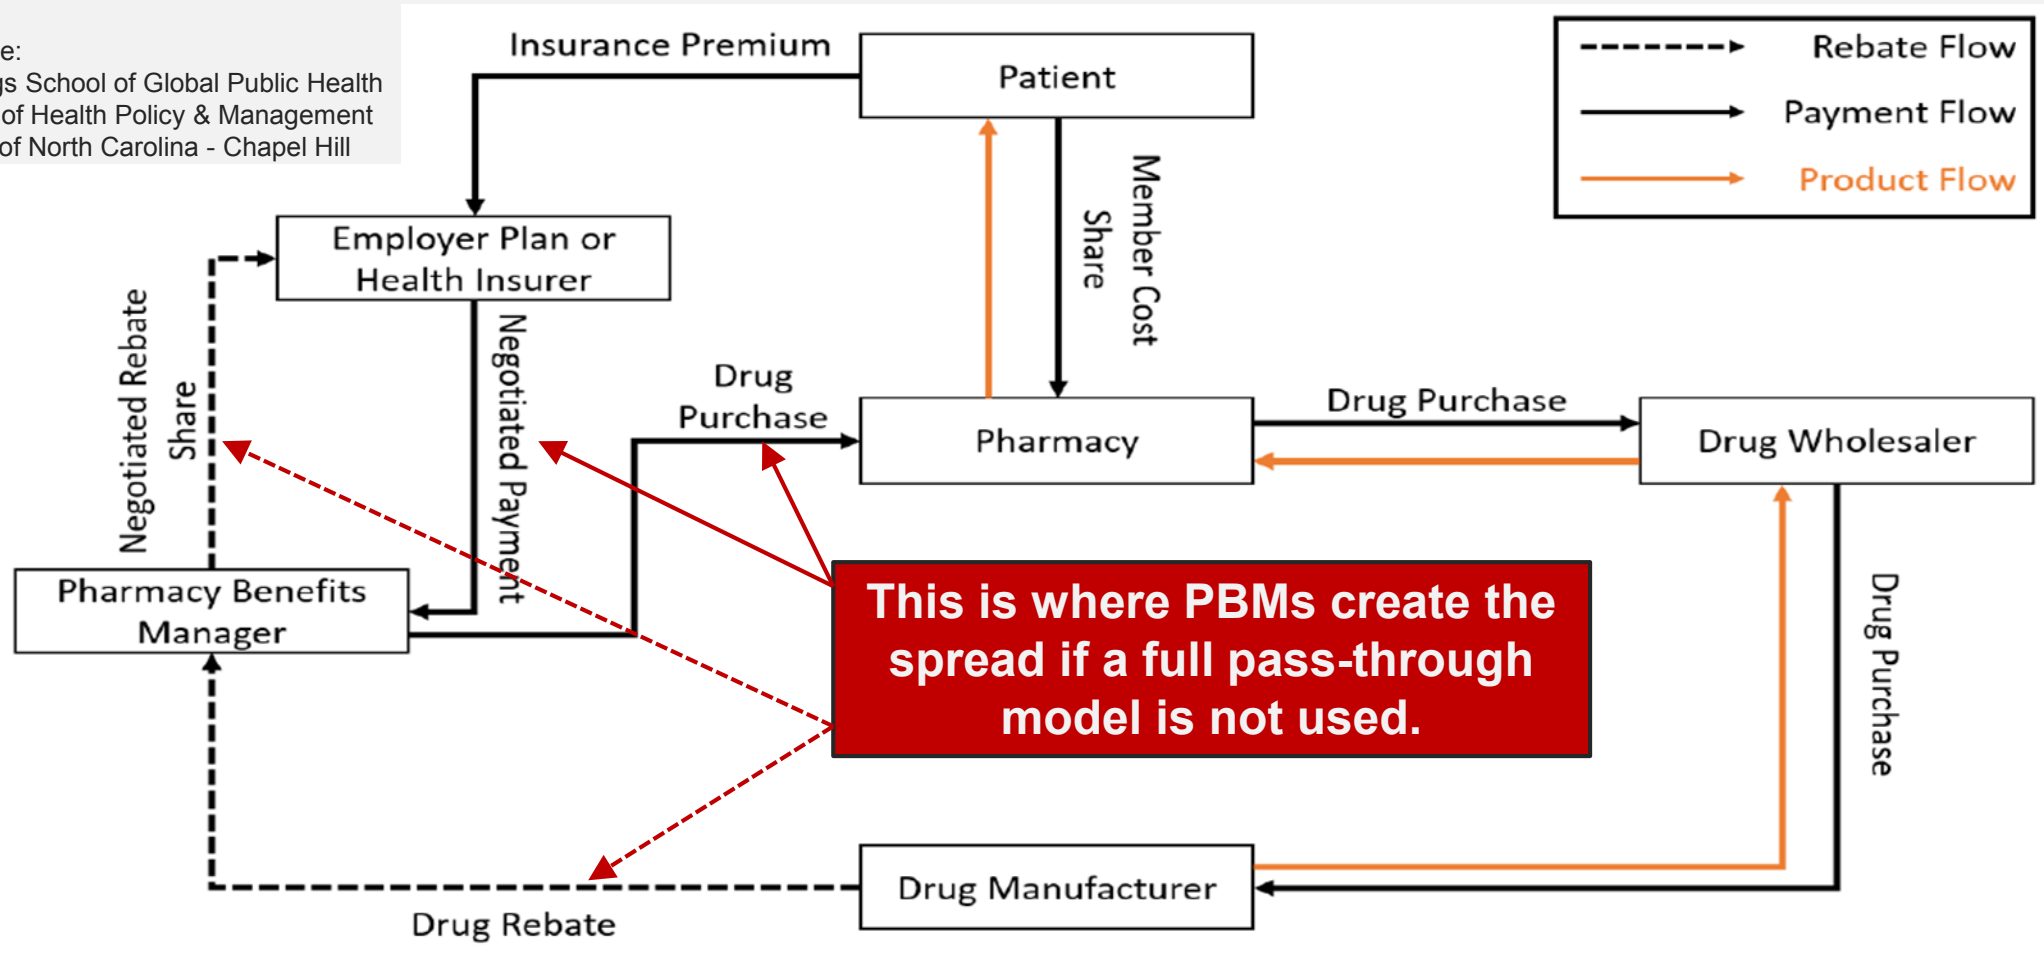 e:
gs School of Global Public Health
of Health Policy & Management
of North Carolina - Chapel Hill
Insurance Premium
Patient
Rebate Flow
Payment Flow
Product Flow
Member Cost
Share
Employer Plan or
Health Insurer
Negotiated Rebate
Share
Negotiated Payment
Drug
Purchase
Pharmacy
Drug Purchase
Drug Wholesaler
Pharmacy Benefits
Manager
This is where PBMs create the
spread if a full pass-through
model is not used.
Drug Purchase
Drug Manufacturer
Drug Rebate